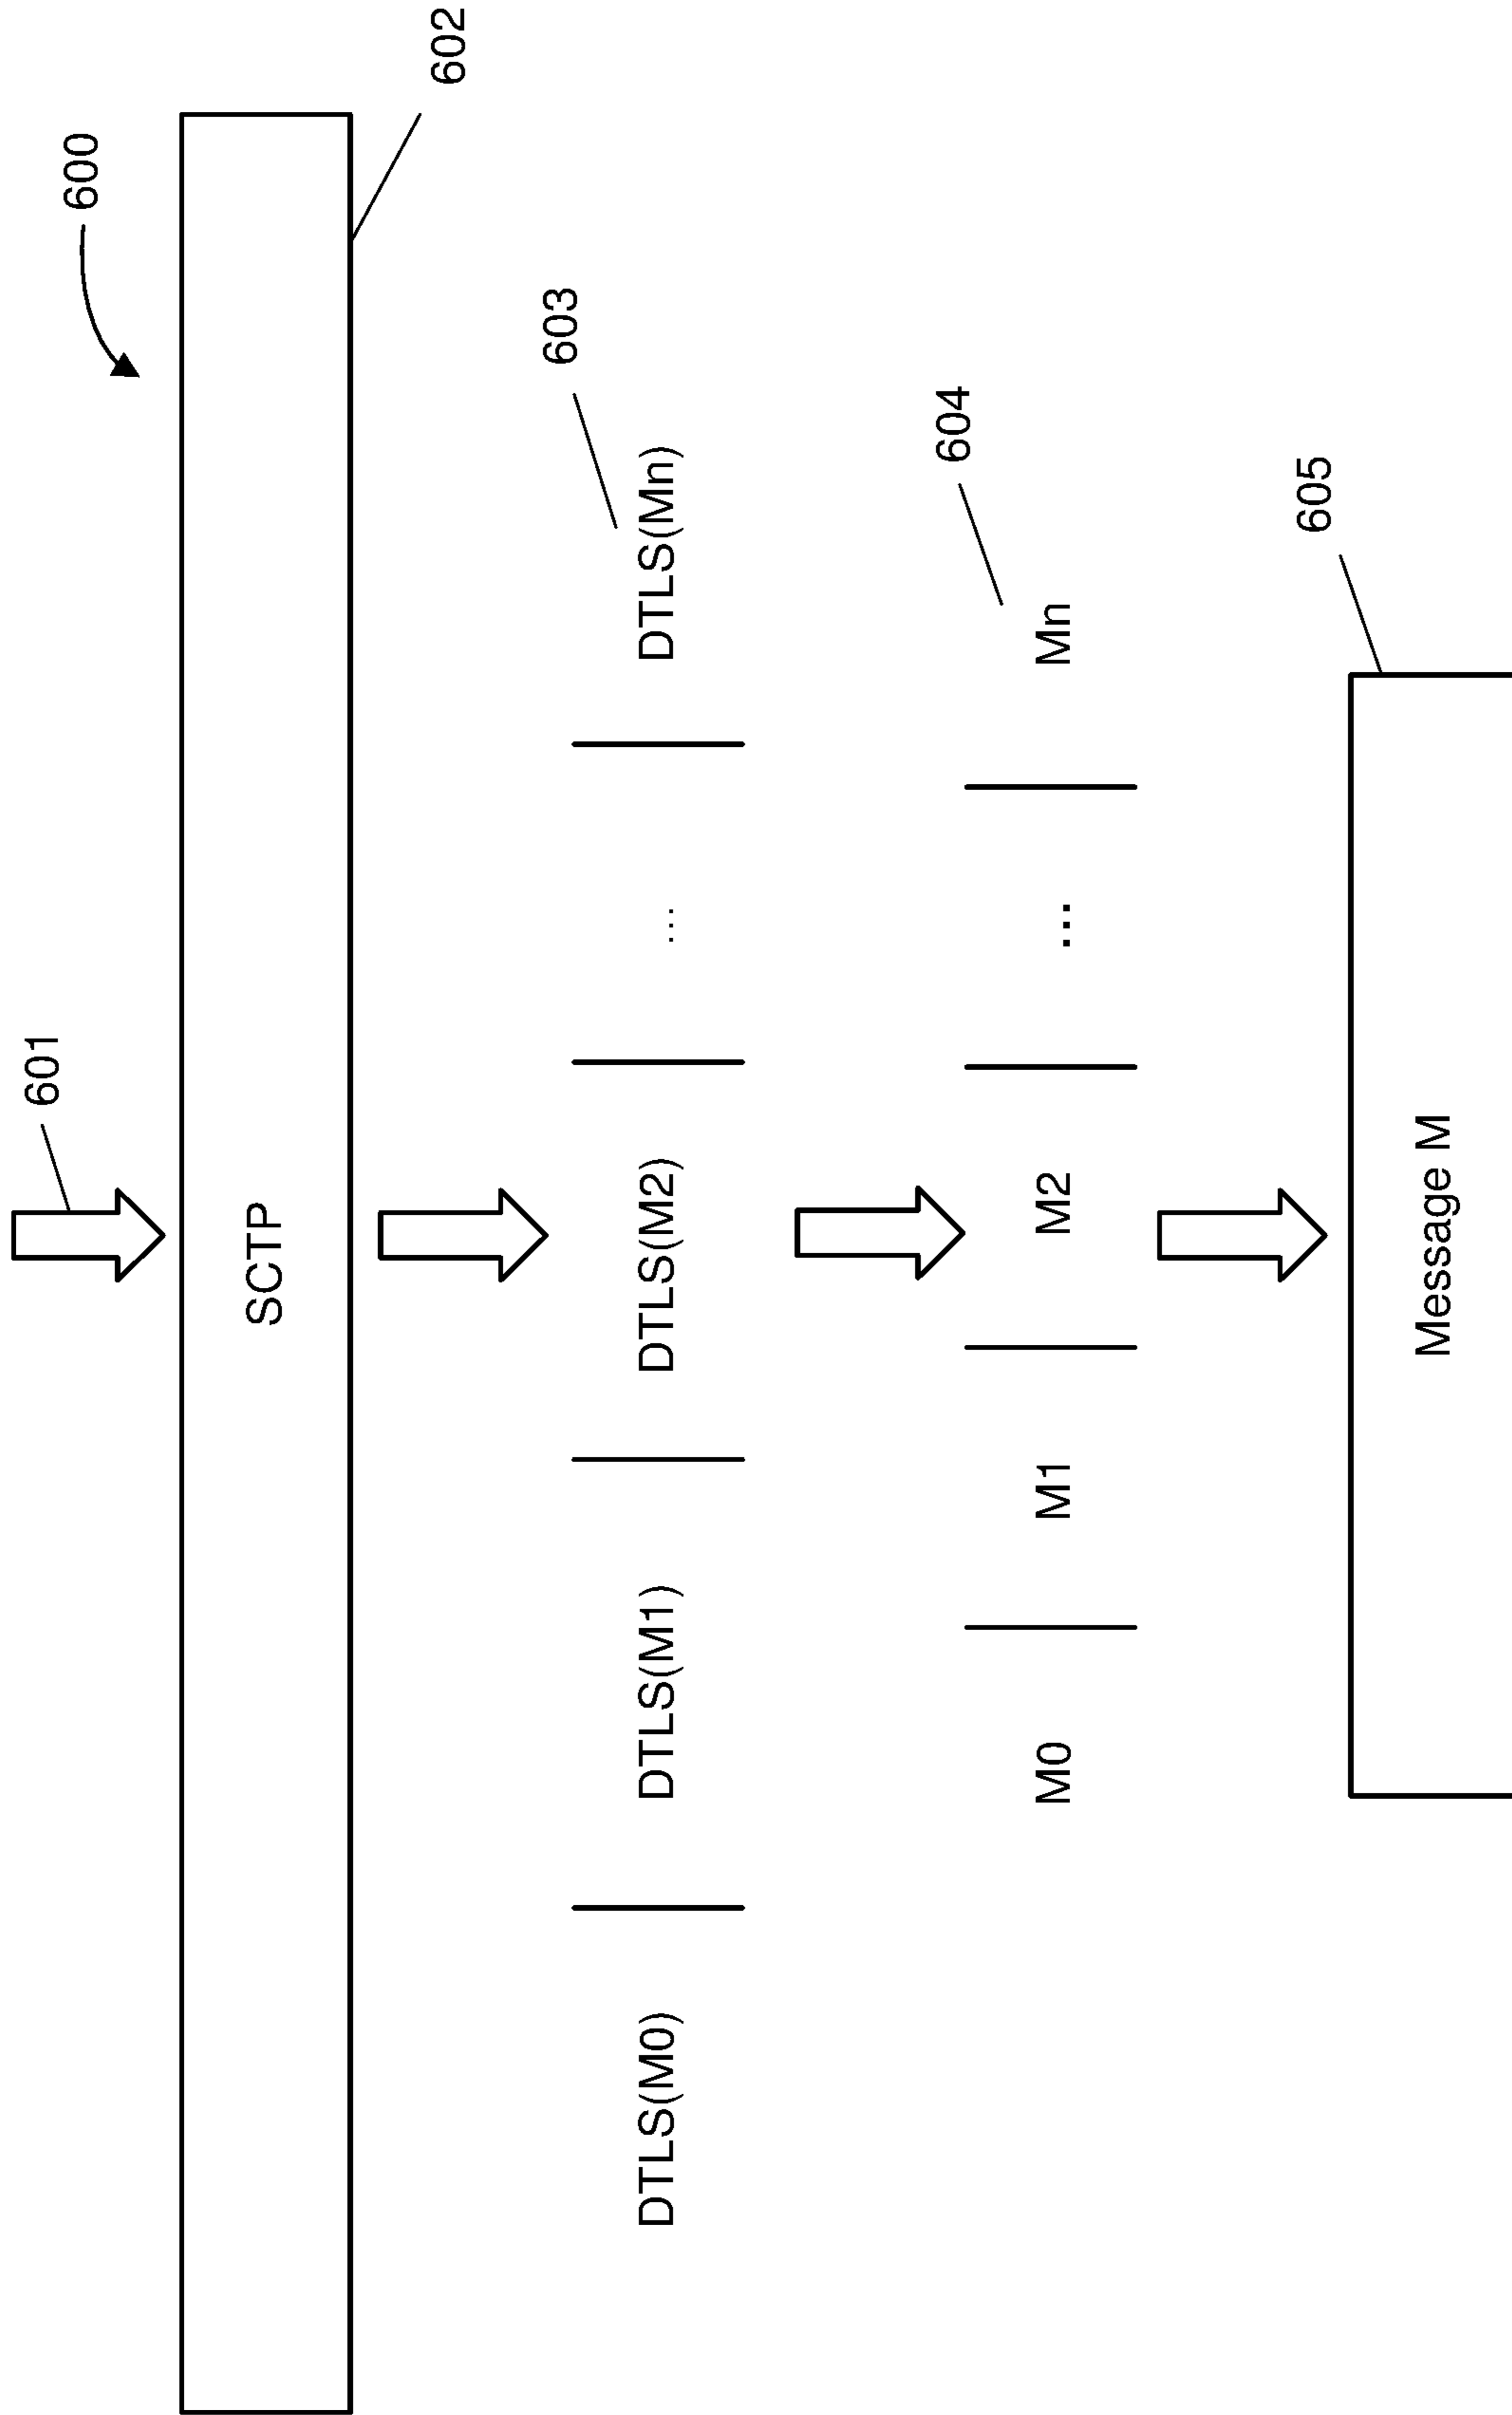 601
600
SCTP
602
603
DTLS(M0) DTLS(M1) DTLS(M2) ... DTLS(Mn)
604
M0 M1 M2 ... Mn
605
Message M